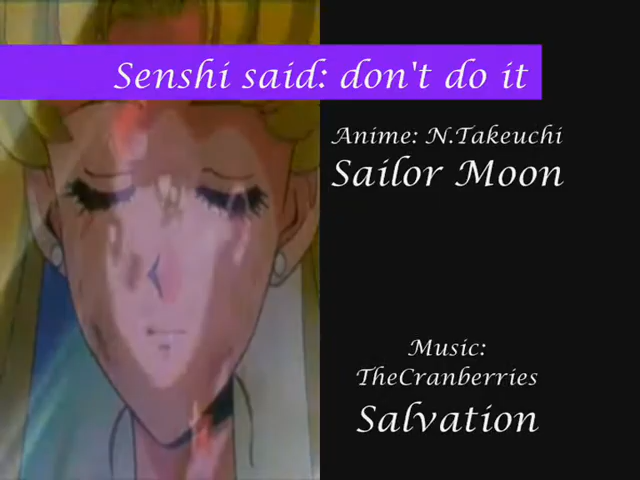 Senshi said: don't do it
Anime: N.Takeuchi
Sailor Moon
Music:
TheCranberries
Salvation